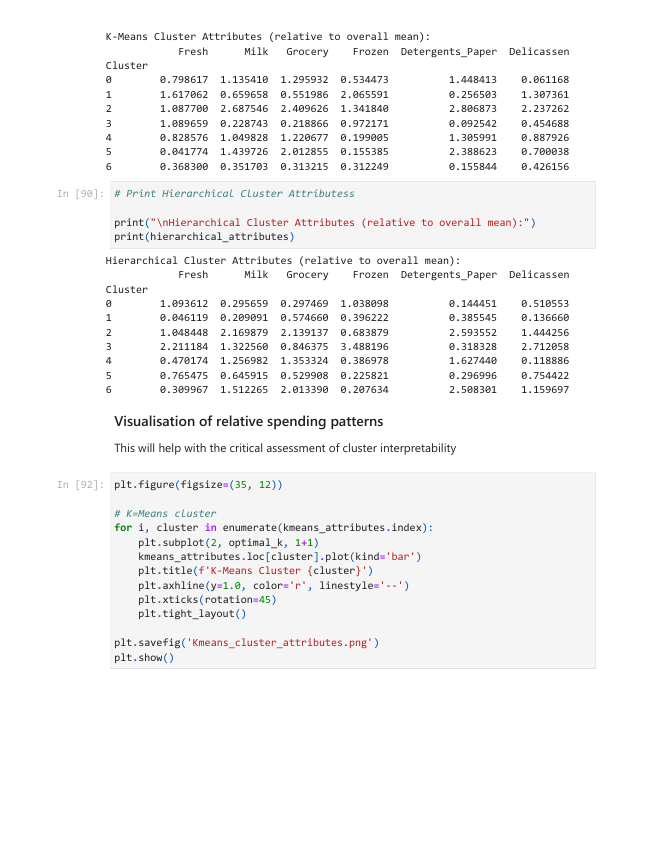 K-Means Cluster Attributes (relative to overall mean):
Fresh Milk Grocery Frozen Detergents_Paper Delicassen
Cluster
0 0.798617 1.135410 1.295932 0.534473 1.448413 0.061168
1 1.617062 0.659658 0.551986 2.065591 0.256503 1.307361
2 1.087700 2.687546 2.409626 1.341840 2.806873 2.237262
3 1.089659 0.228743 0.218866 0.972171 0.092542 0.454688
4 0.828576 1.049828 1.220677 0.199005 1.305991 0.887926
5 0.041774 1.439726 2.012855 0.155385 2.388623 0.700038
6 0.368300 0.351703 0.313215 0.312249 0.155844 0.426156
In [90]: # Print Hierarchical Cluster Attributess
print("\nHierarchical Cluster Attributes (relative to overall mean):")
print(hierarchical_attributes)
Hierarchical Cluster Attributes (relative to overall mean):
Fresh Milk Grocery Frozen Detergents_Paper Delicassen
Cluster
0 1.093612 0.295659 0.297469 1.038098 0.144451 0.510553
1 0.046119 0.209091 0.574660 0.396222 0.385545 0.136660
2 1.048448 2.169879 2.139137 0.683879 2.593552 1.444256
3 2.211184 1.322560 0.846375 3.488196 0.318328 2.712058
4 0.470174 1.256982 1.353324 0.386978 1.627440 0.118886
5 0.765475 0.645915 0.529908 0.225821 0.296996 0.754422
6 0.309967 1.512265 2.013390 0.207634 2.508301 1.159697
Visualisation of relative spending patterns
This will help with the critical assessment of cluster interpretability
In [92]: plt.figure(figsize=(35, 12))
# K=Means cluster
for i, cluster in enumerate(kmeans_attributes.index):
plt.subplot(2, optimal_k, 1+1)
kmeans_attributes.loc[cluster].plot(kind='bar')
plt.title(f'K-Means Cluster {cluster}')
plt.axhline(y=1.0, color='r', linestyle='--')
plt.xticks(rotation=45)
plt.tight_layout()
plt.savefig('Kmeans_cluster_attributes.png')
plt.show()